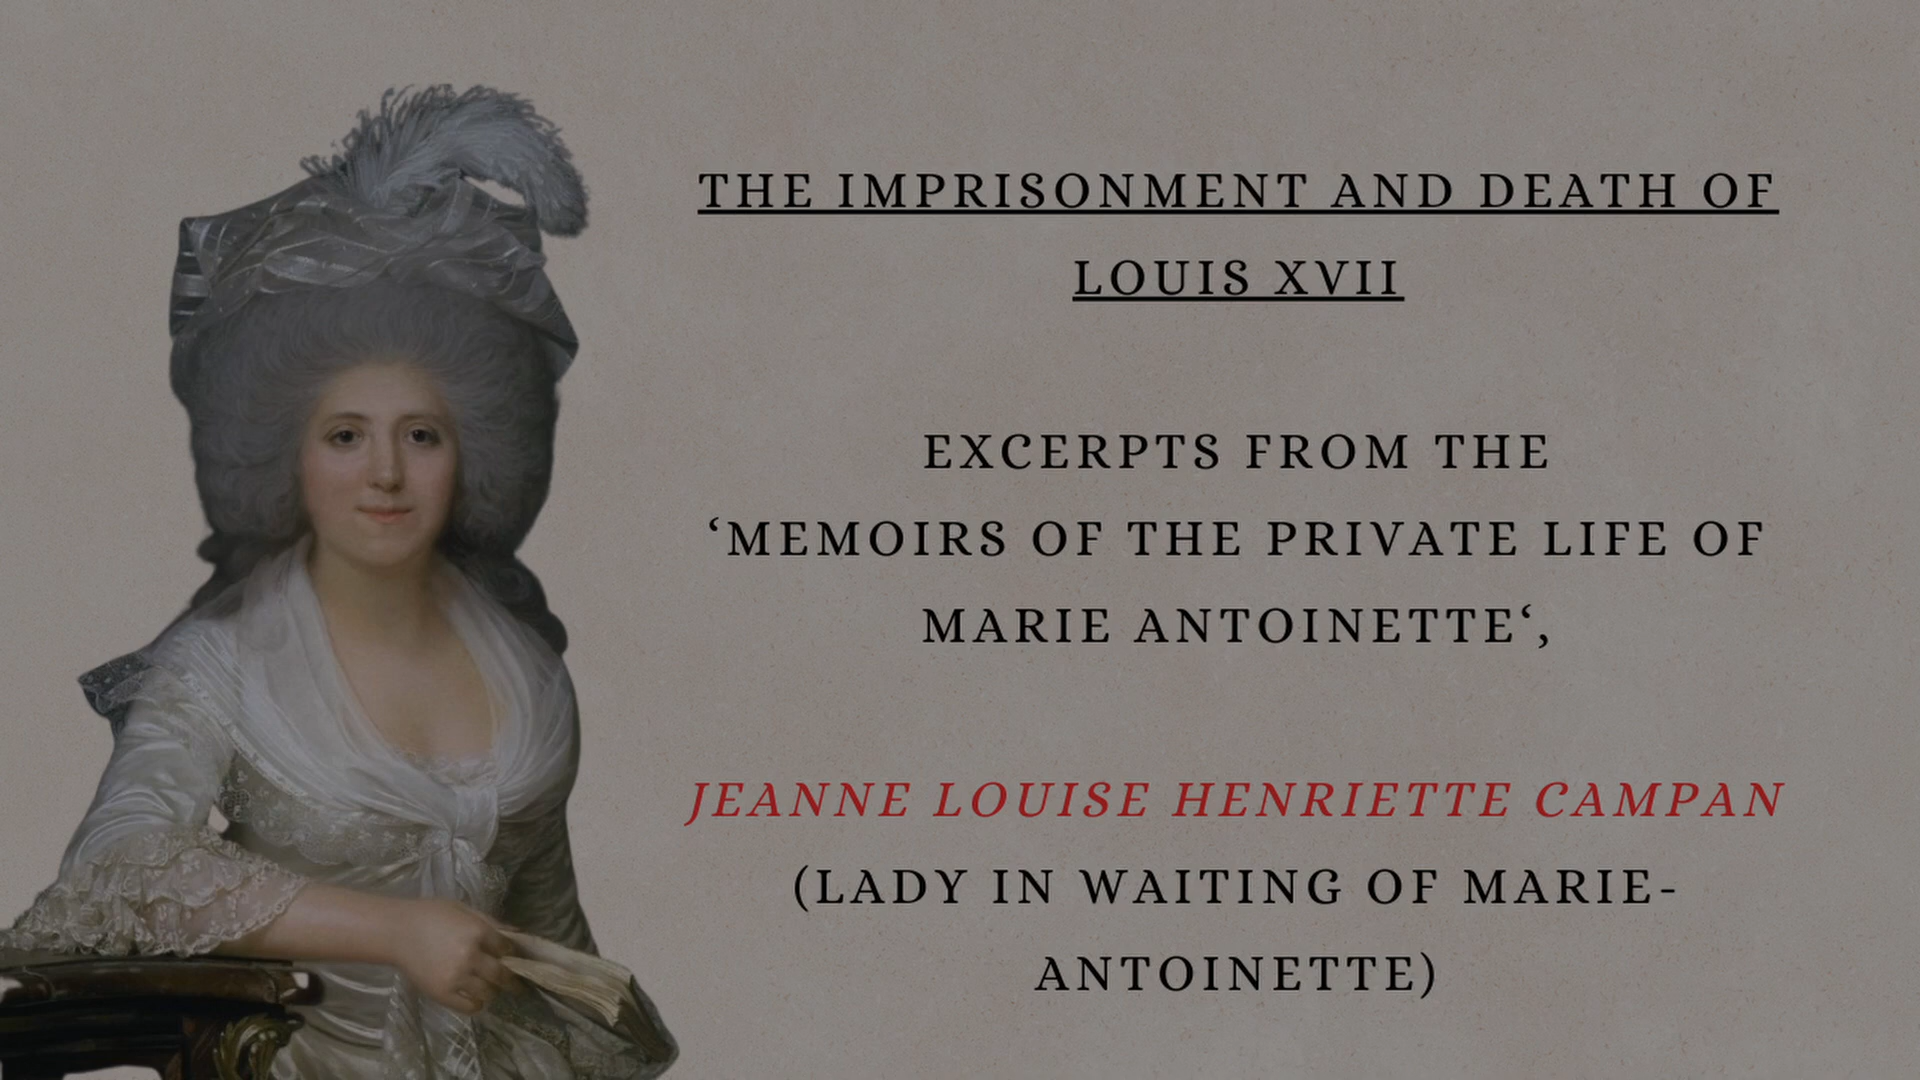 THE IMPRISONMENT AND DEATH OF
LOUIS XVII
EXCERPTS FROM THE
‘MEMOIRS OF THE PRIVATE LIFE OF
MARIE ANTOINETTE‘,
JEANNE LOUISE HENRIETTE CAMPAN
(LADY IN WAITING OF MARIE-
ANTOINETTE)